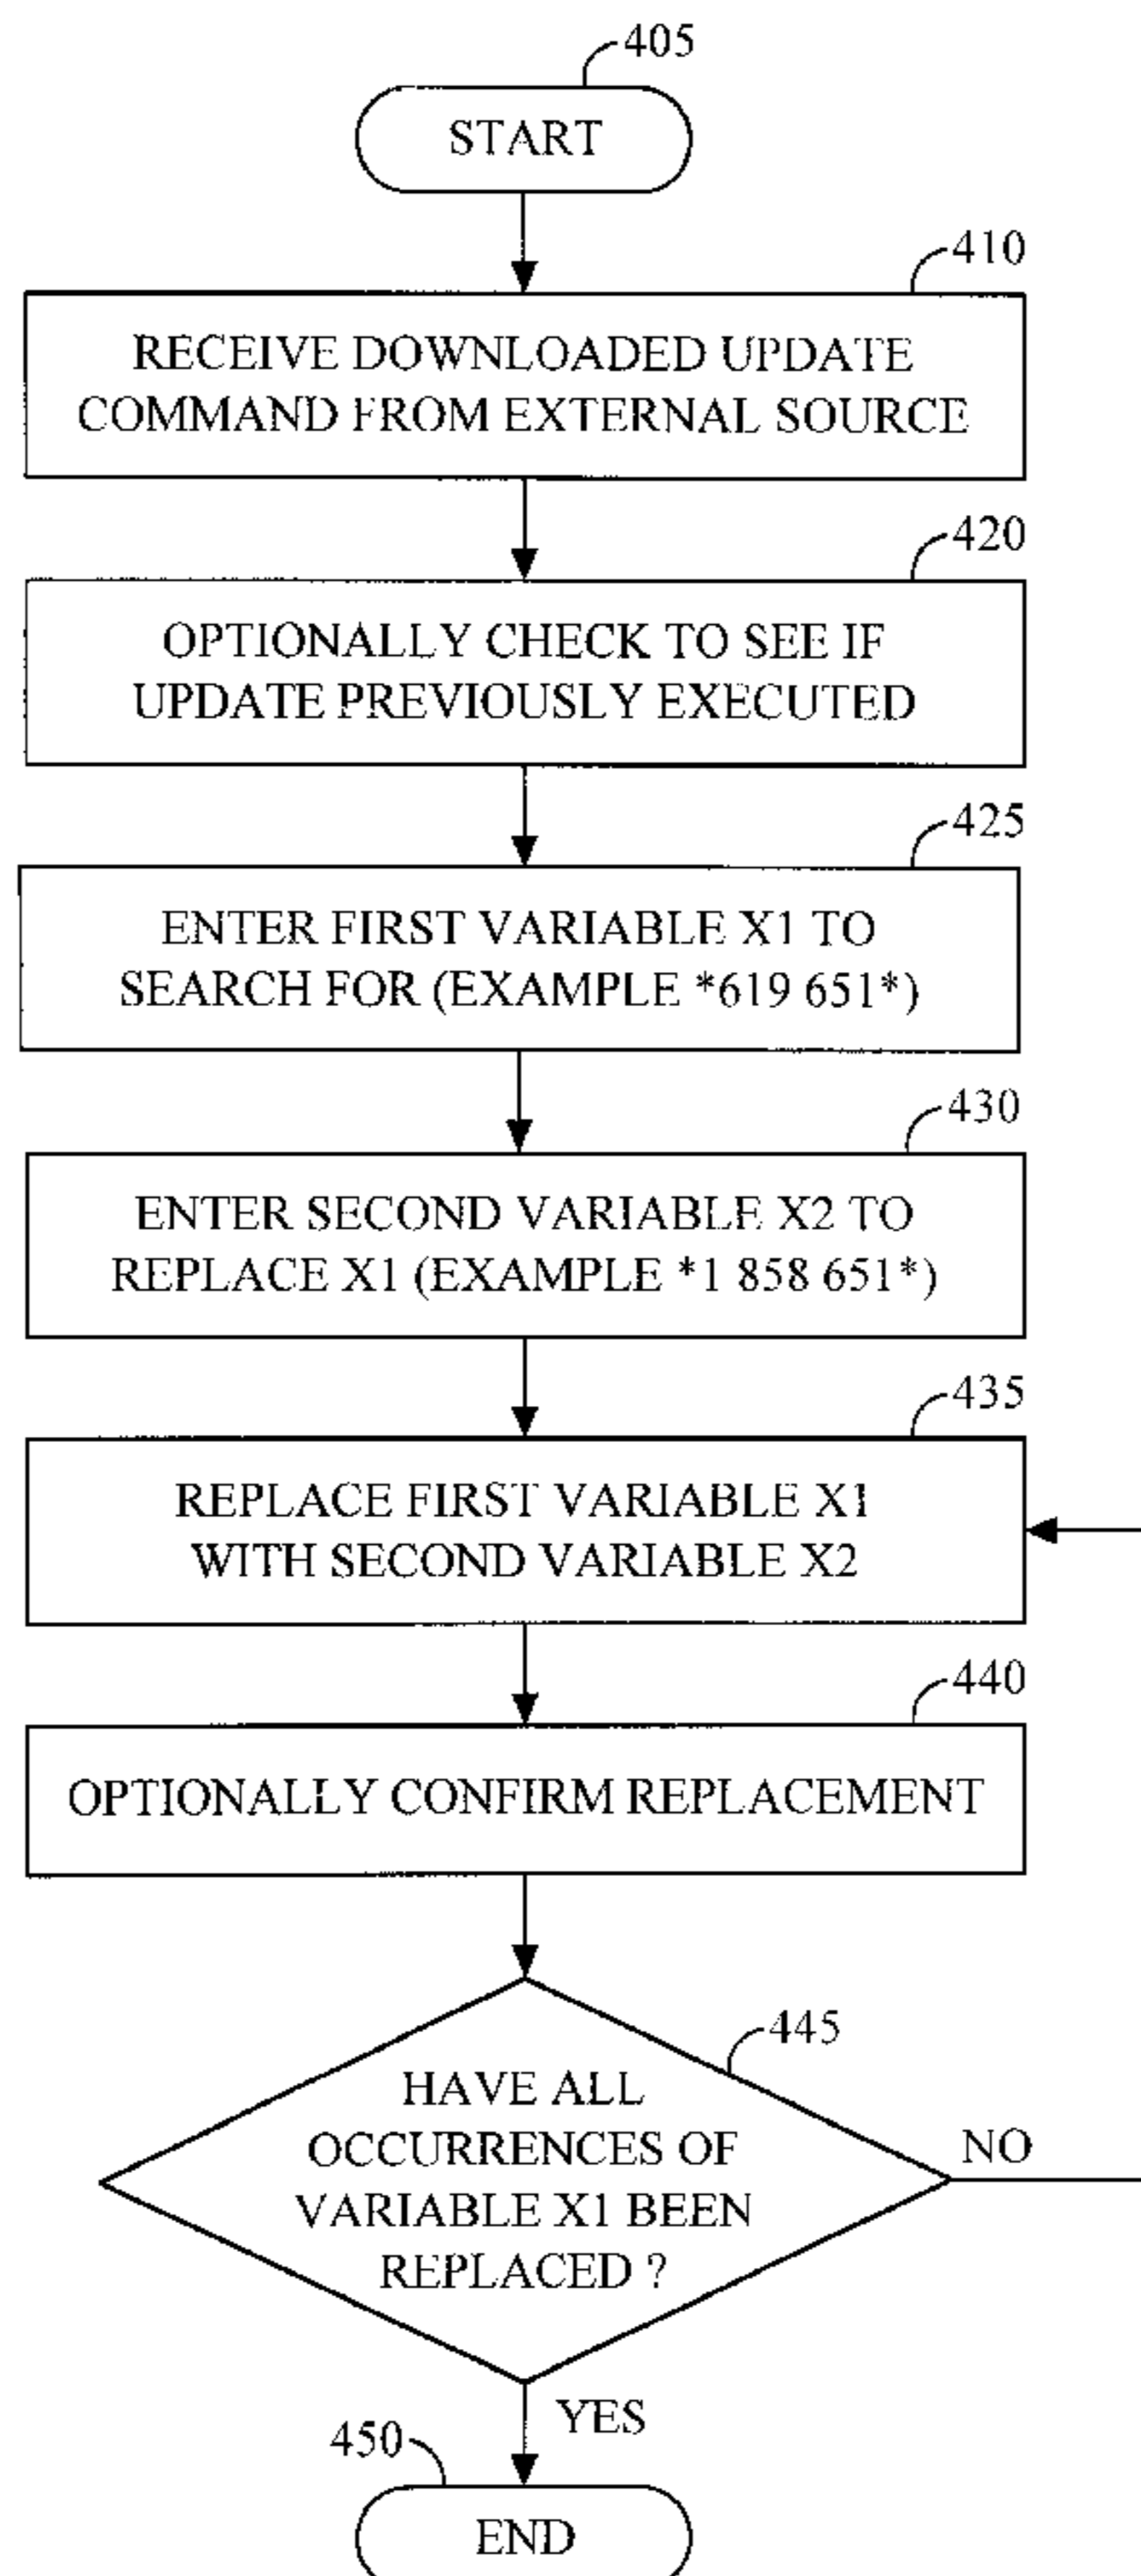 405
START
410
RECEIVE DOWNLOADED UPDATE
COMMAND FROM EXTERNAL SOURCE
420
OPTIONALLY CHECK TO SEE IF
UPDATE PREVIOUSLY EXECUTED
425
ENTER FIRST VARIABLE X1 TO
SEARCH FOR (EXAMPLE *619 651*)
430
ENTER SECOND VARIABLE X2 TO
REPLACE X1 (EXAMPLE *1 858 651*)
435
REPLACE FIRST VARIABLE X1
WITH SECOND VARIABLE X2
440
OPTIONALLY CONFIRM REPLACEMENT
445
HAVE ALL
OCCURRENCES OF
VARIABLE X1 BEEN
REPLACED ?
NO
YES
450
END